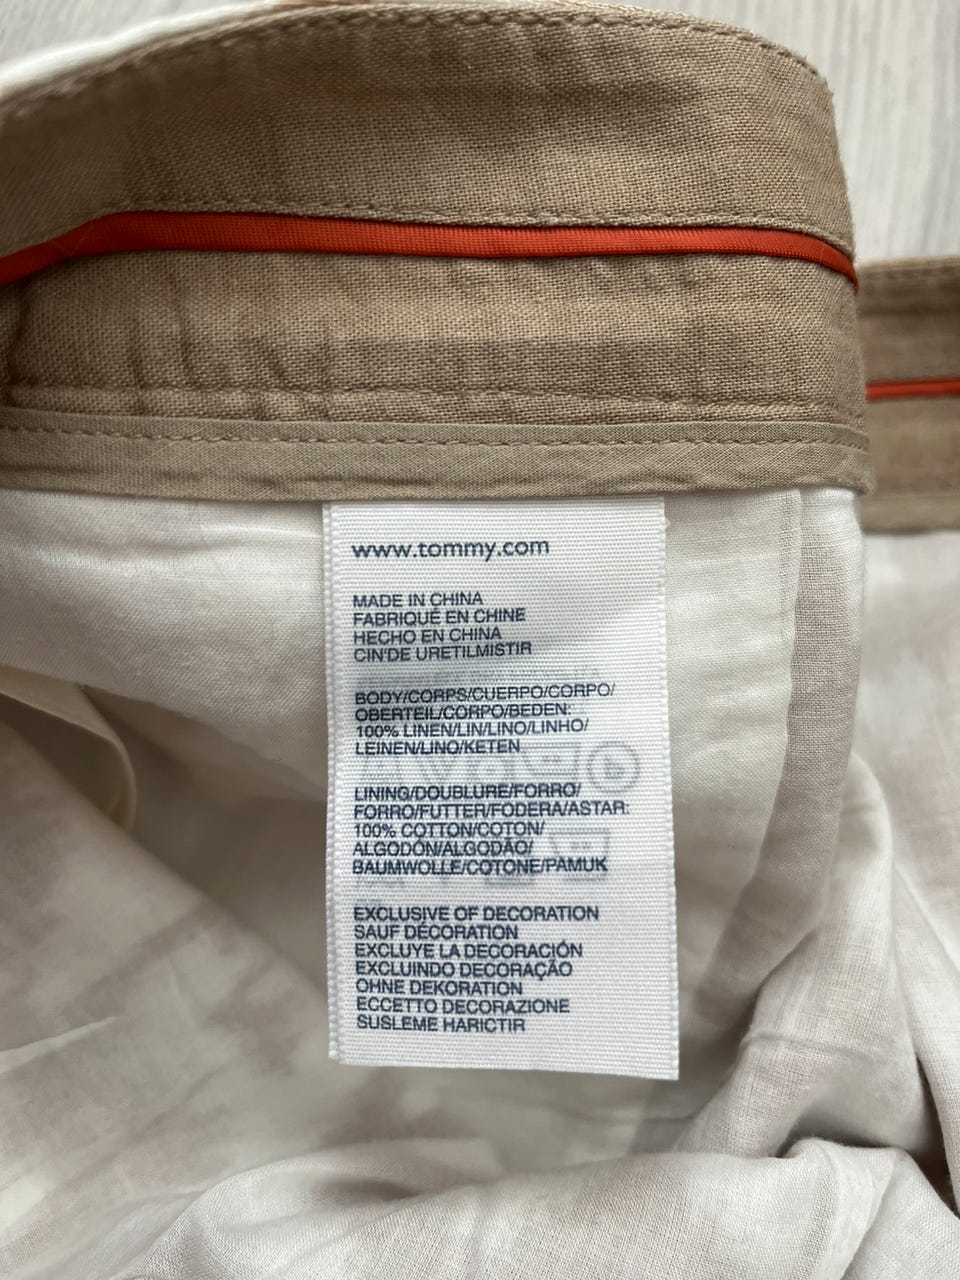 www.tommy.com
MADE IN CHINA
FABRIQUÉ EN CHINE
HECHO EN CHINA
CIN'DE URETILMISTIR
BODY/CORPS/CUERPO/CORPO/
OBERTEIL/CORPO/BEDEN:
100% LINEN/LIN/LINO/LINHO/
LEINEN/LINO/KETEN
LINING/DOUBLURE/FORRO/
FORRO/FUTTER/FODERA/ASTAR:
100% COTTON/COTON/
ALGODÓN/ALGODÃO/
BAUMWOLLE/COTONE/PAMUK
EXCLUSIVE OF DECORATION
SAUF DÉCORATION
EXCLUYE LA DECORACIÓN
EXCLUINDO DECORAÇÃO
OHNE DEKORATION
ECCETTO DECORAZIONE
SUSLEME HARICTIR